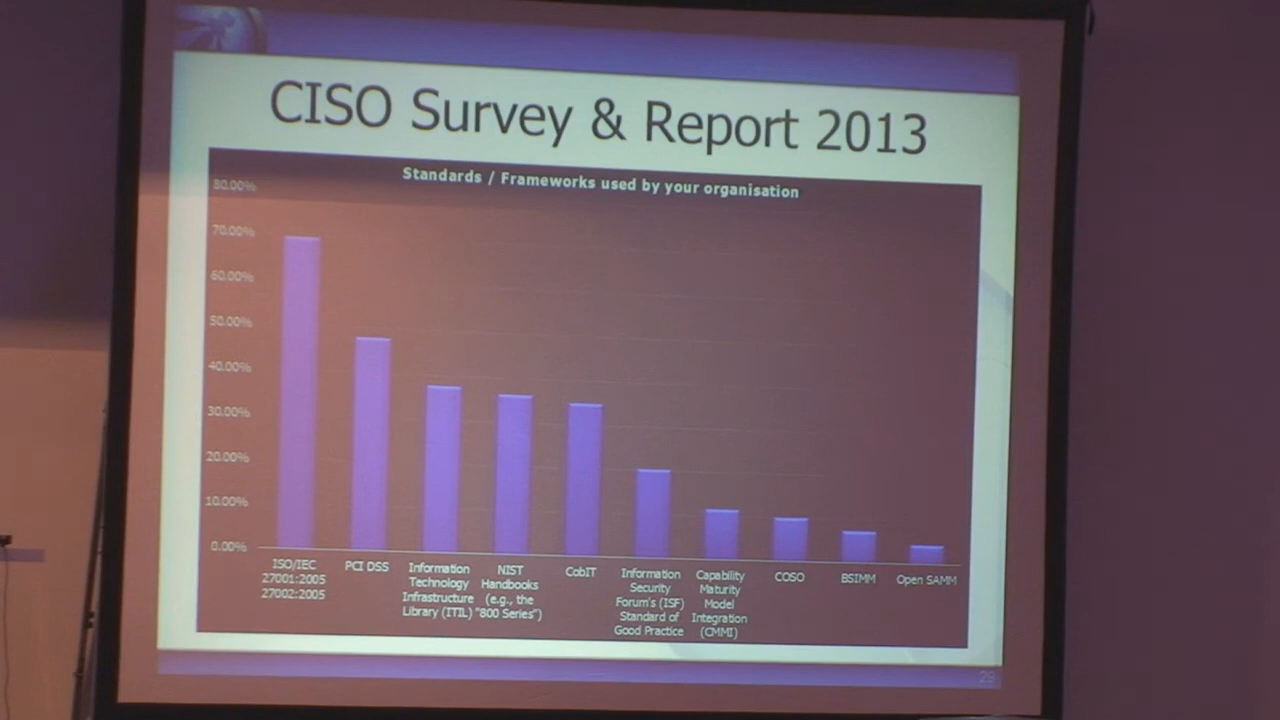 CISO Survey & Report 2013
Standards / Frameworks used by your organisation
80.00%
70.00%
60.00%
50.00%
40.00%
30.00%
20.00%
10.00%
0.00%
ISO/IEC
27001:2005
27002:2005
PCI DSS
Information
Technology
Infrastructure
Library (ITIL)
NIST
Handbooks
(e.g., the
"800 Series")
CobIT
Information
Security
Forum's (ISF)
Standard of
Good Practice
Capability
Maturity
Model
Integration
(CMMI)
COSO
BSIMM
Open SAMM
29